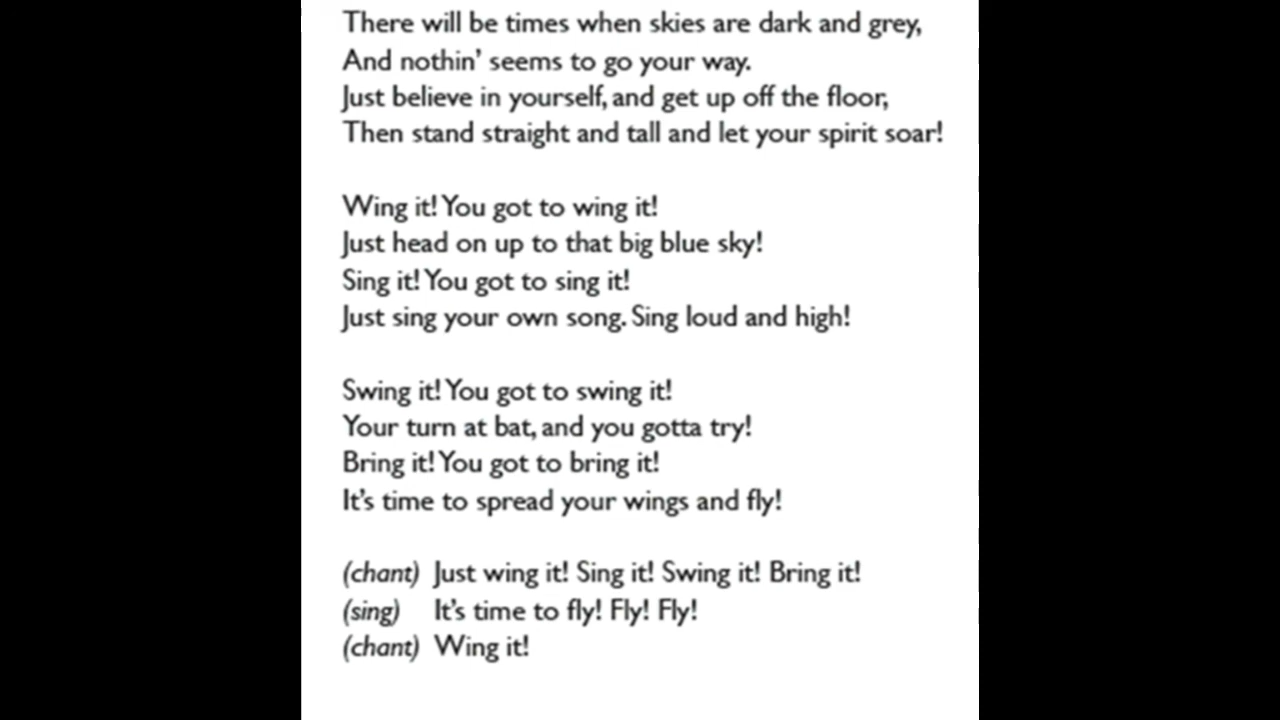 There will be times when skies are dark and grey,
And nothin’ seems to go your way.
Just believe in yourself, and get up off the floor,
Then stand straight and tall and let your spirit soar!
Wing it! You got to wing it!
Just head on up to that big blue sky!
Sing it! You got to sing it!
Just sing your own song. Sing loud and high!
Swing it! You got to swing it!
Your turn at bat, and you gotta try!
Bring it! You got to bring it!
It’s time to spread your wings and fly!
(chant) Just wing it! Sing it! Swing it! Bring it!
(sing) It’s time to fly! Fly! Fly!
(chant) Wing it!